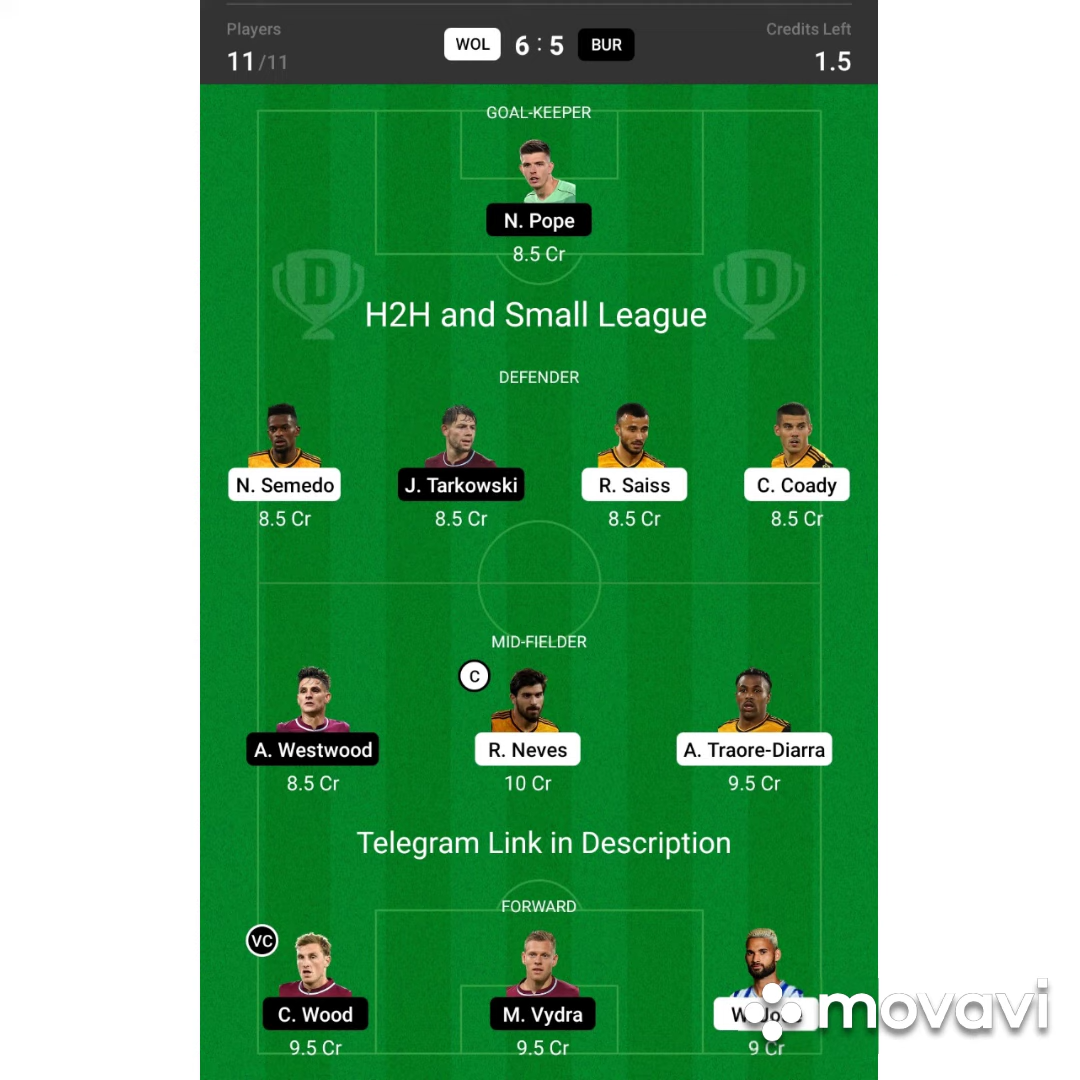 Players
Credits Left
WOL 6 : 5 BUR
11/11
1.5
GOAL-KEEPER
N. Pope
8.5 Cr
D
D
H2H and Small League
DEFENDER
N. Semedo
J. Tarkowski
R. Saiss
C. Coady
8.5 Cr
8.5 Cr
8.5 Cr
8.5 Cr
MID-FIELDER
C
A. Westwood
R. Neves
A. Traore-Diarra
8.5 Cr
10 Cr
9.5 Cr
Telegram Link in Description
FORWARD
VC
C. Wood
M. Vydra
W.
9.5 Cr
9.5 Cr
9 Cr
movavi